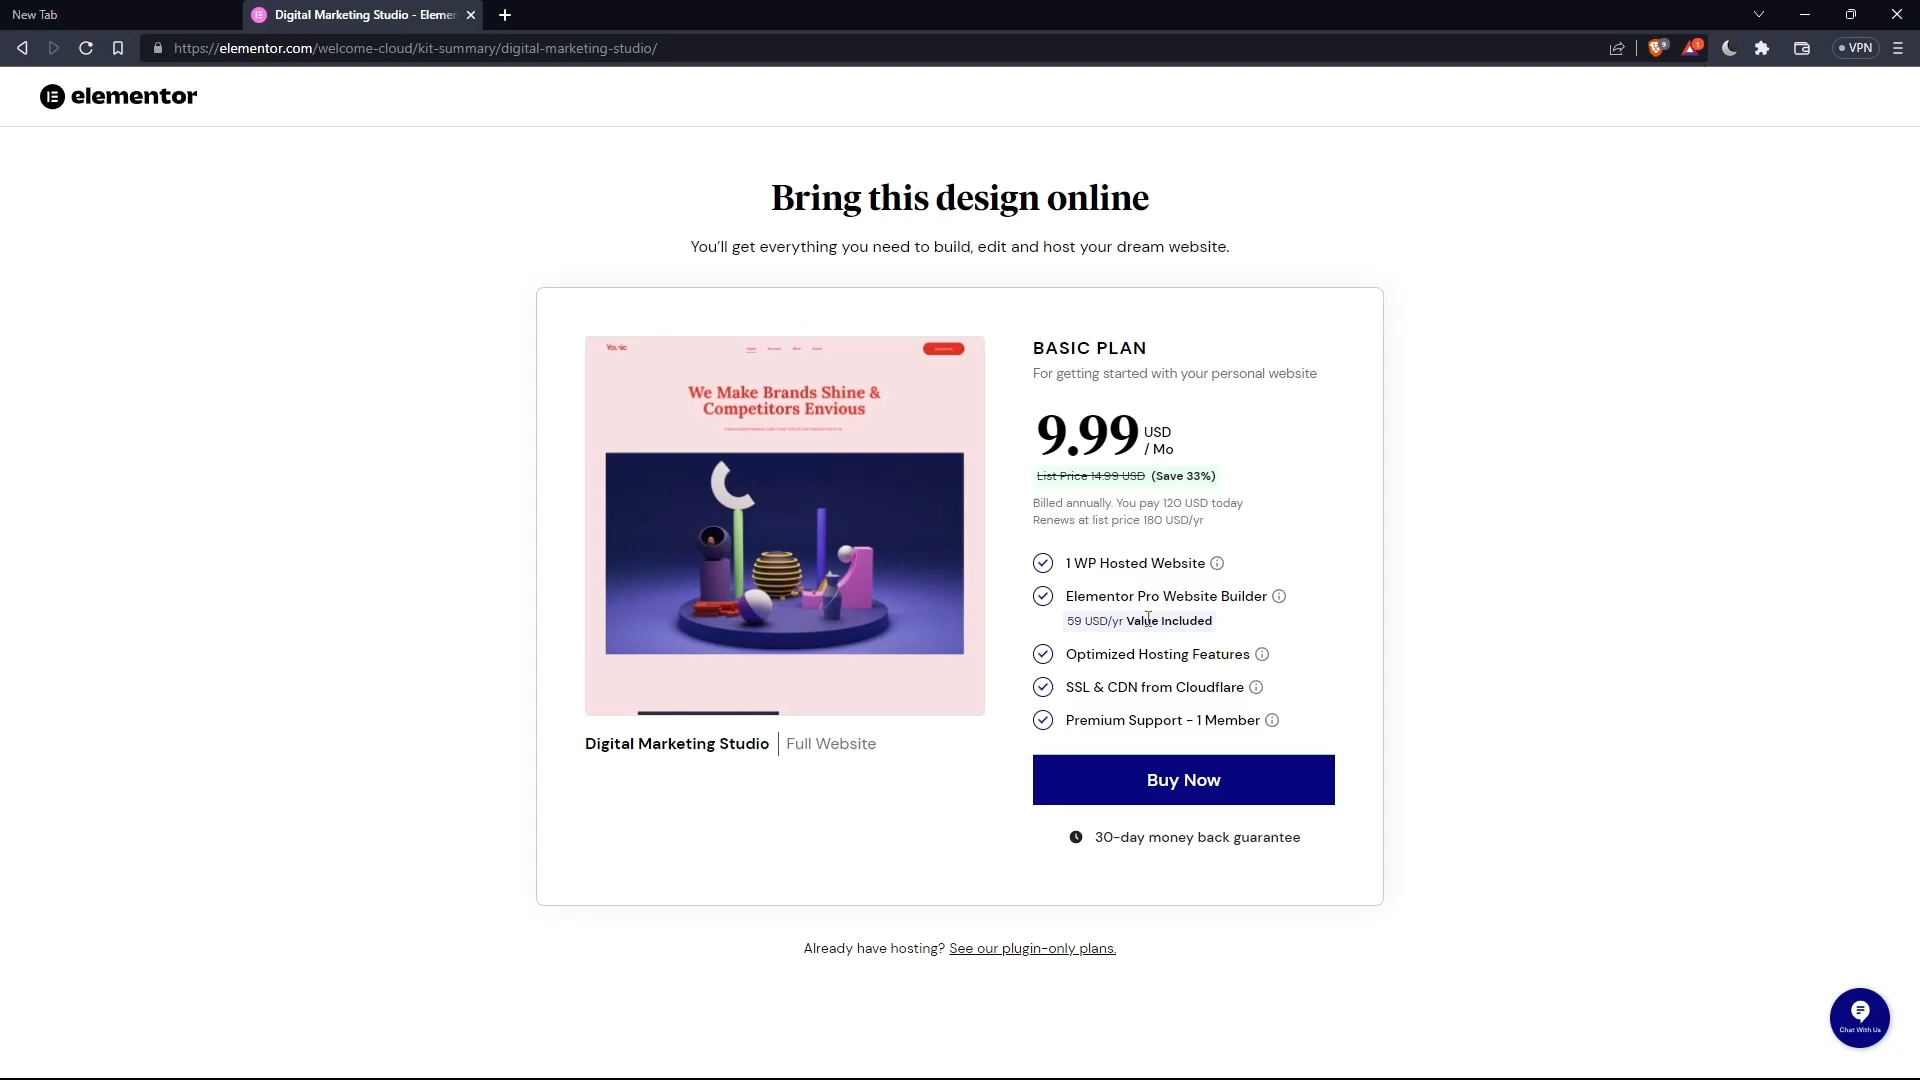 New Tab
Digital Marketing Studio - Elemen
https://elementor.com/welcome-cloud/kit-summary/digital-marketing-studio/
9
1
VPN
elementor
Bring this design online
You'll get everything you need to build, edit and host your dream website.
We Make Brands Shine &
Competitors Envious
Digital Marketing Studio
Full Website
BASIC PLAN
For getting started with your personal website
9.99 USD
/ Mo
List Price 14.99 USD (Save 33%)
Billed annually. You pay 120 USD today
Renews at list price 180 USD/yr
1 WP Hosted Website
Elementor Pro Website Builder
59 USD/yr Value Included
Optimized Hosting Features
SSL & CDN from Cloudflare
Premium Support - 1 Member
Buy Now
30-day money back guarantee
Already have hosting? See our plugin-only plans.
Chat With Us